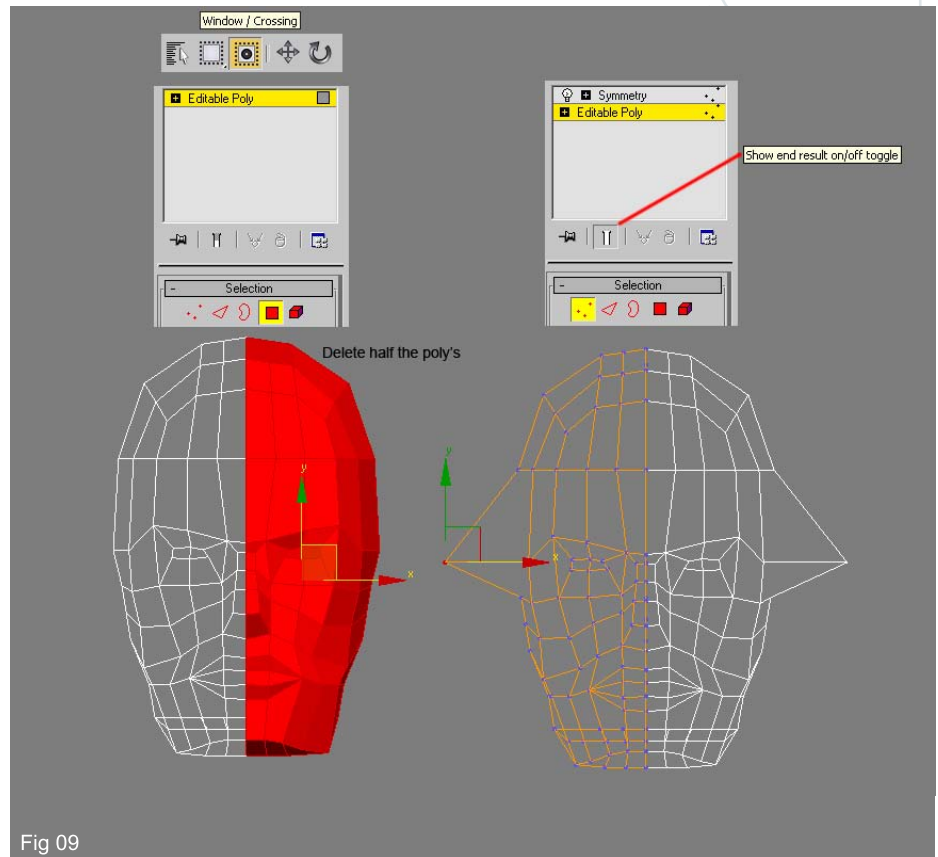 Window / Crossing
Editable Poly
Symmetry
Editable Poly
Show end result on/off toggle
- Selection
- Selection
Delete half the poly's
y
x
y
x
Fig 09